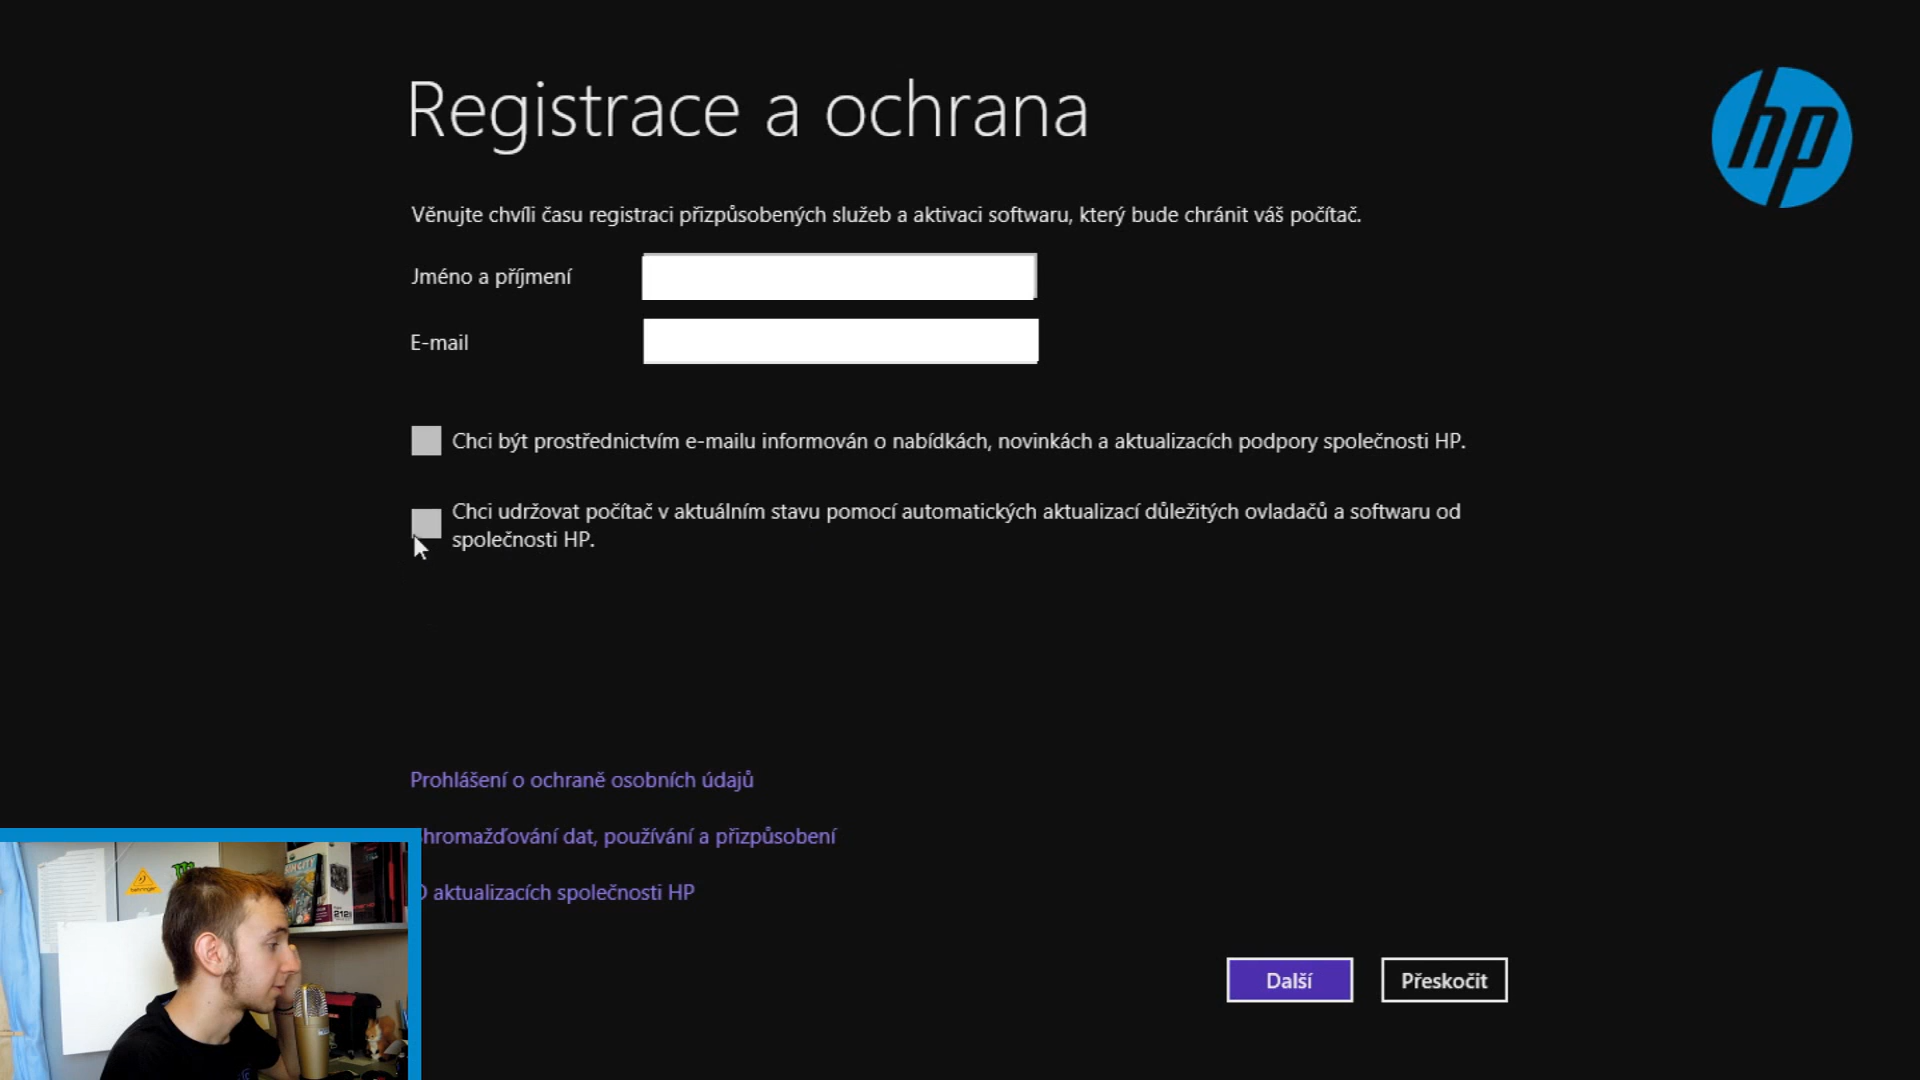 Registrace a ochrana
hp
Věnujte chvíli času registraci přizpůsobených služeb a aktivaci softwaru, který bude chránit váš počítač.
Jméno a příjmení
E-mail
Chci být prostřednictvím e-mailu informován o nabídkách, novinkách a aktualizacích podpory společnosti HP.
Chci udržovat počítač v aktuálním stavu pomocí automatických aktualizací důležitých ovladačů a softwaru od
společnosti HP.
Prohlášení o ochraně osobních údajů
hromažďování dat, používání a přizpůsobení
O aktualizacích společnosti HP
Další
Přeskočit
behringer
212